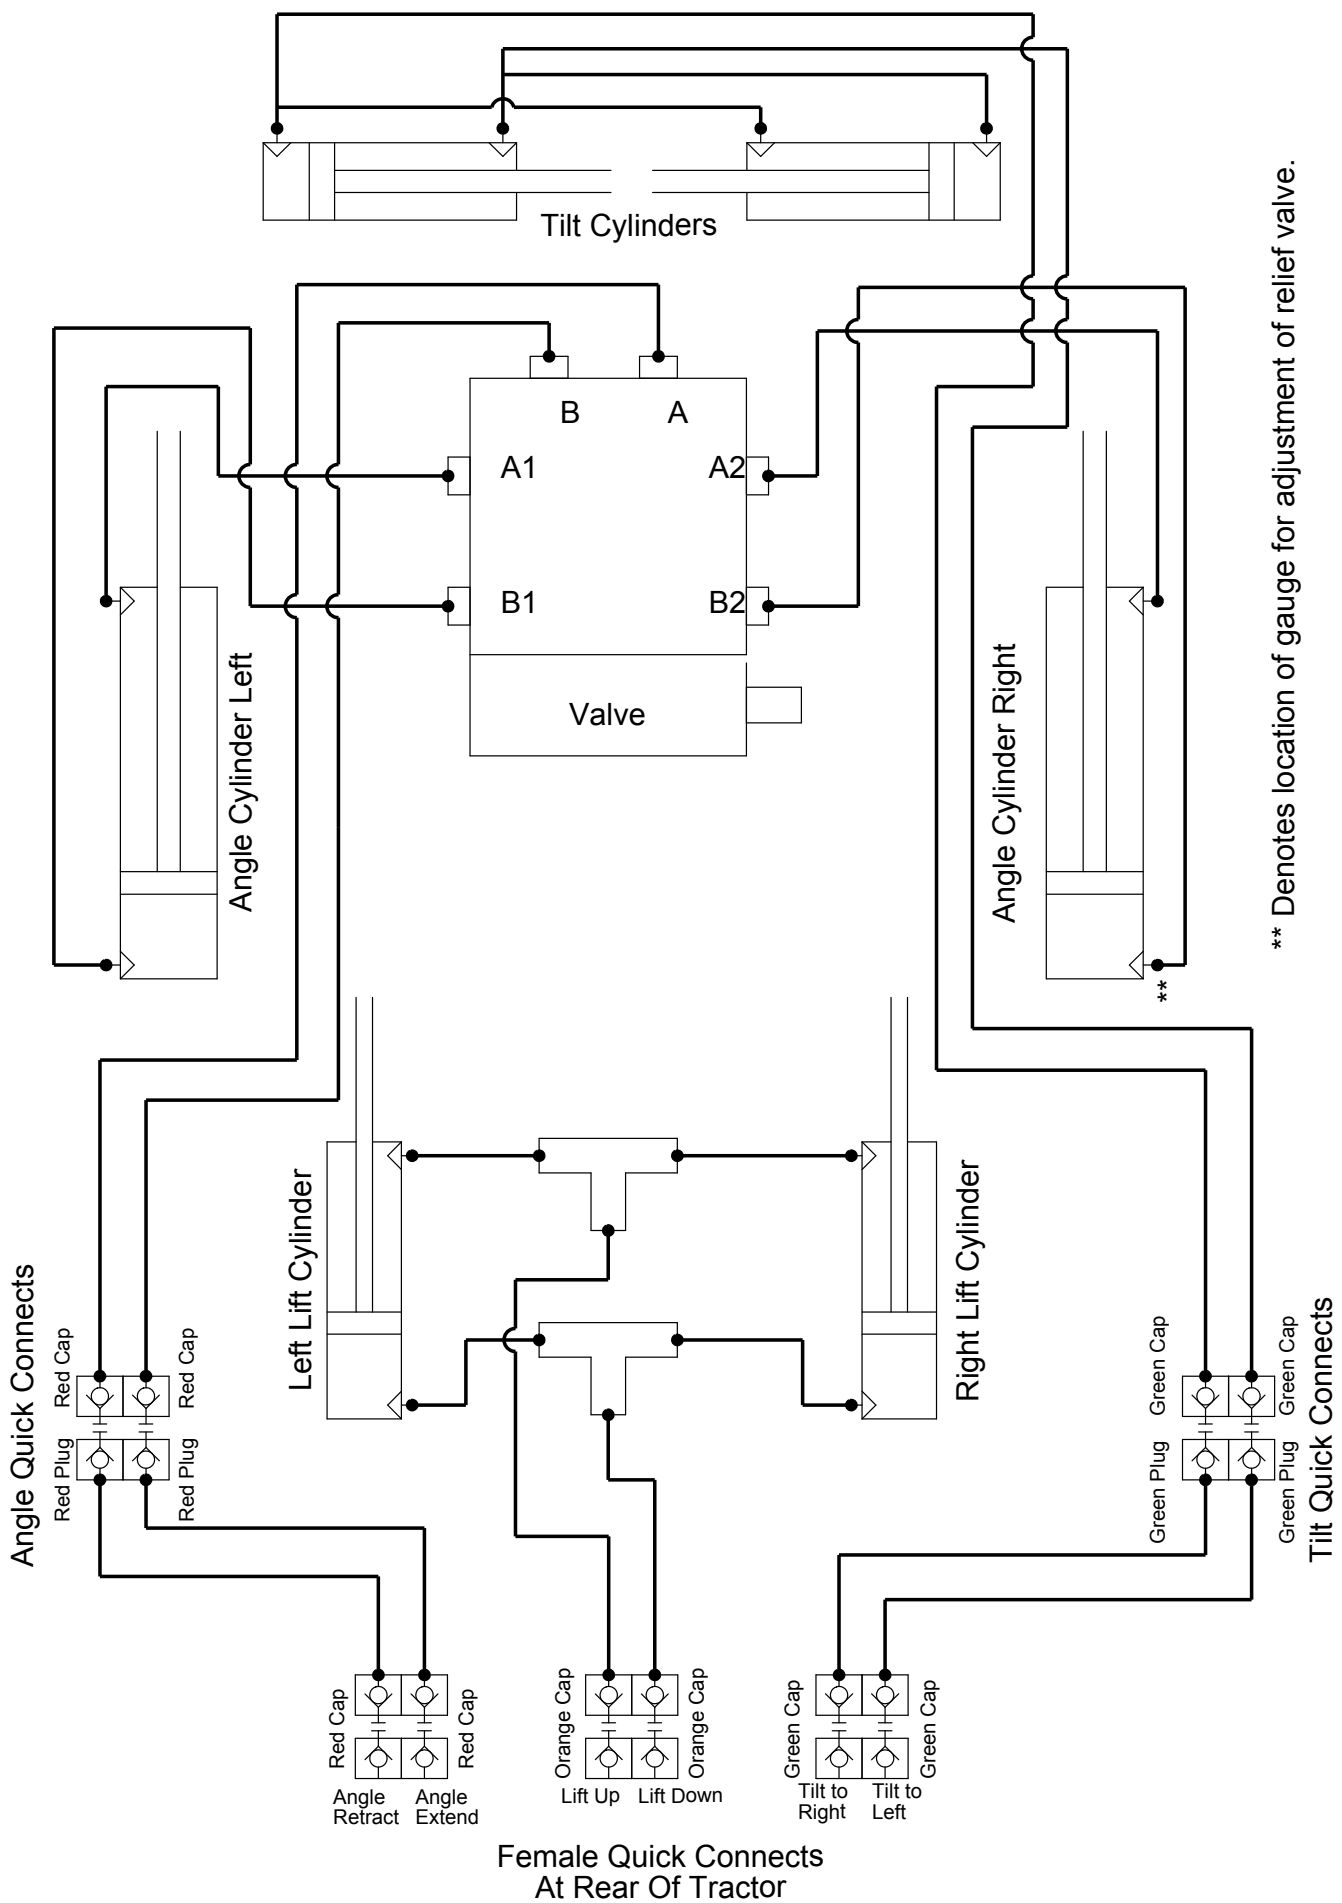 Tilt Cylinders
** Denotes location of gauge for adjustment of relief valve.
B
A
A1
A2
B1
B2
Valve
Angle Cylinder Left
Angle Cylinder Right
**
Left Lift Cylinder
Right Lift Cylinder
Angle Quick Connects
Red Cap
Red Cap
Red Plug
Red Plug
Green Cap
Green Cap
Green Plug
Green Plug
Tilt Quick Connects
Red Cap
Red Cap
Orange Cap
Orange Cap
Green Cap
Green Cap
Angle
Retract
Angle
Extend
Lift Up
Lift Down
Tilt to
Right
Tilt to
Left
Female Quick Connects
At Rear Of Tractor